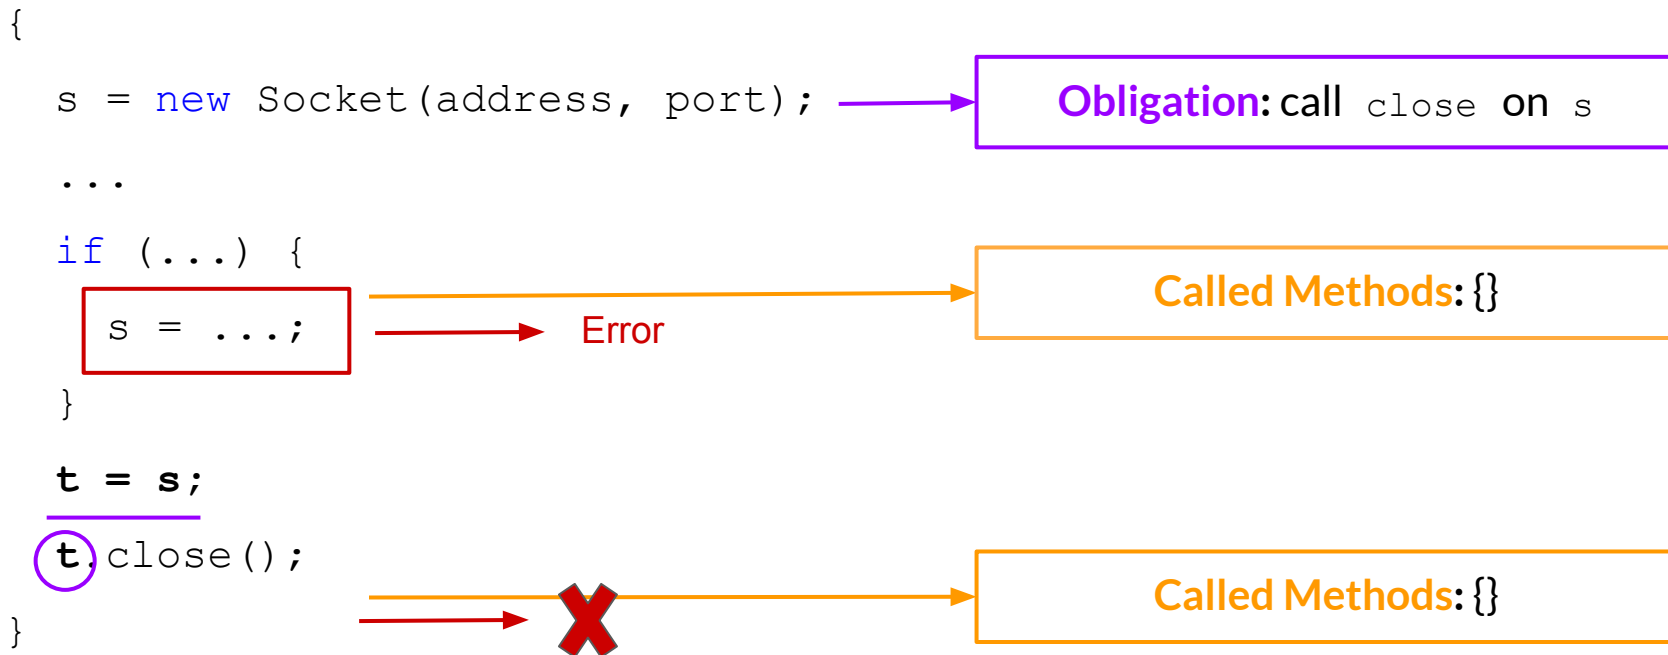 {
s = new Socket(address, port);
Obligation: call close on s
...
if (...) {
Called Methods: {}
s = ...;
Error
}
t = s;
t.close();
Called Methods: {}
}